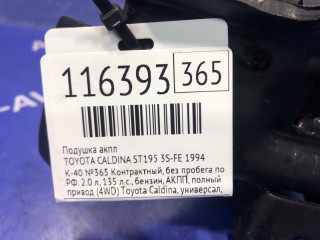 116393 365
Подушка акпп
TOYOTA CALDINA ST195 3S-FE 1994
K-40 №365 Контрактный, без пробега по
РФ. 2.0 л, 135 л.с., бензин, АКПП, полный
привод (4WD) Toyota Caldina, универсал,